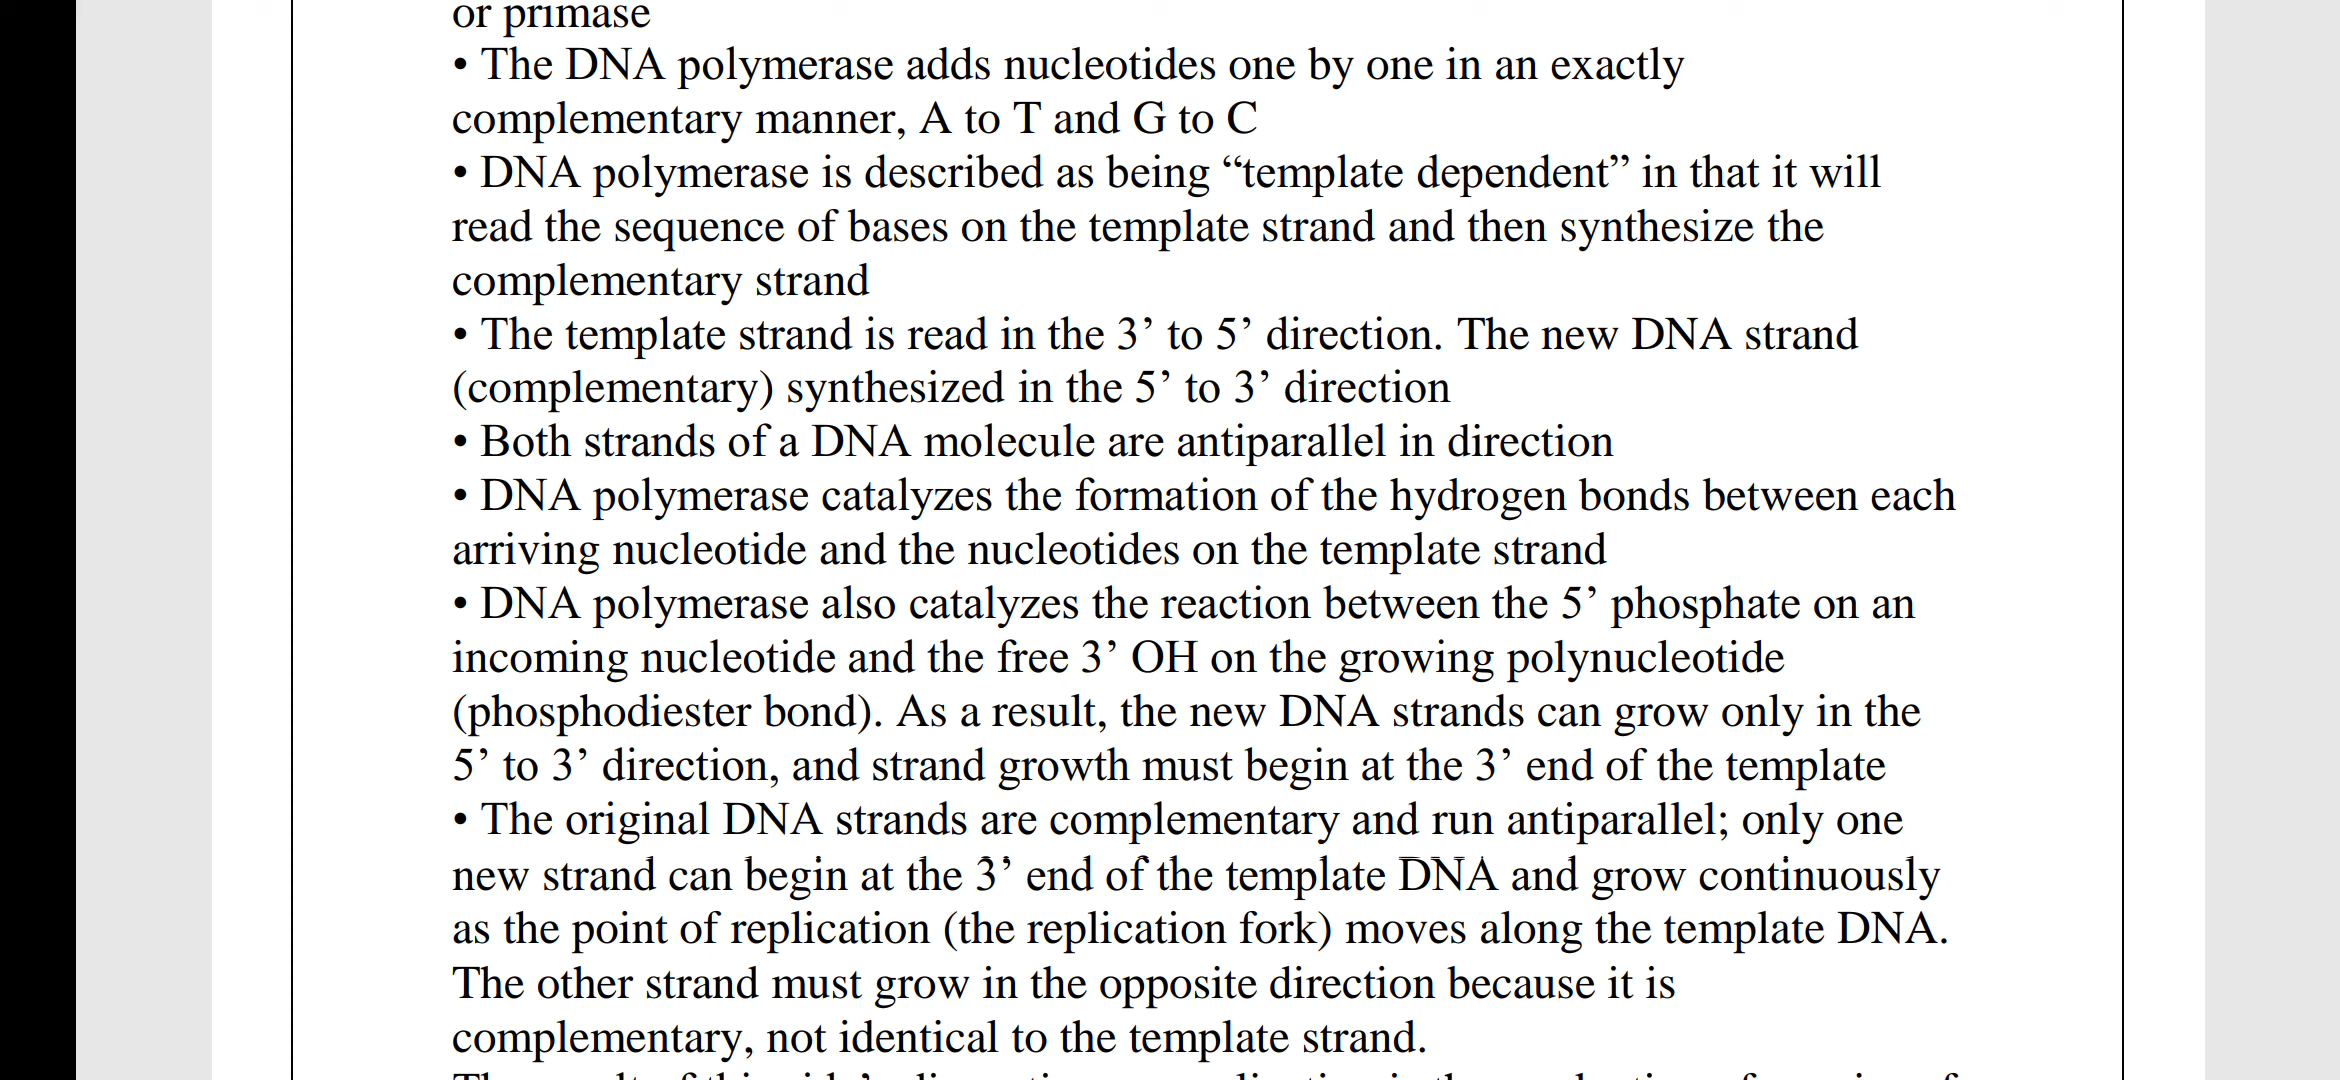 or primase
• The DNA polymerase adds nucleotides one by one in an exactly
complementary manner, A to T and G to C
• DNA polymerase is described as being “template dependent” in that it will
read the sequence of bases on the template strand and then synthesize the
complementary strand
• The template strand is read in the 3’ to 5’ direction. The new DNA strand
(complementary) synthesized in the 5’ to 3’ direction
• Both strands of a DNA molecule are antiparallel in direction
• DNA polymerase catalyzes the formation of the hydrogen bonds between each
arriving nucleotide and the nucleotides on the template strand
• DNA polymerase also catalyzes the reaction between the 5’ phosphate on an
incoming nucleotide and the free 3’ OH on the growing polynucleotide
(phosphodiester bond). As a result, the new DNA strands can grow only in the
5’ to 3’ direction, and strand growth must begin at the 3’ end of the template
• The original DNA strands are complementary and run antiparallel; only one
new strand can begin at the 3’ end of the template DNA and grow continuously
as the point of replication (the replication fork) moves along the template DNA.
The other strand must grow in the opposite direction because it is
complementary, not identical to the template strand.